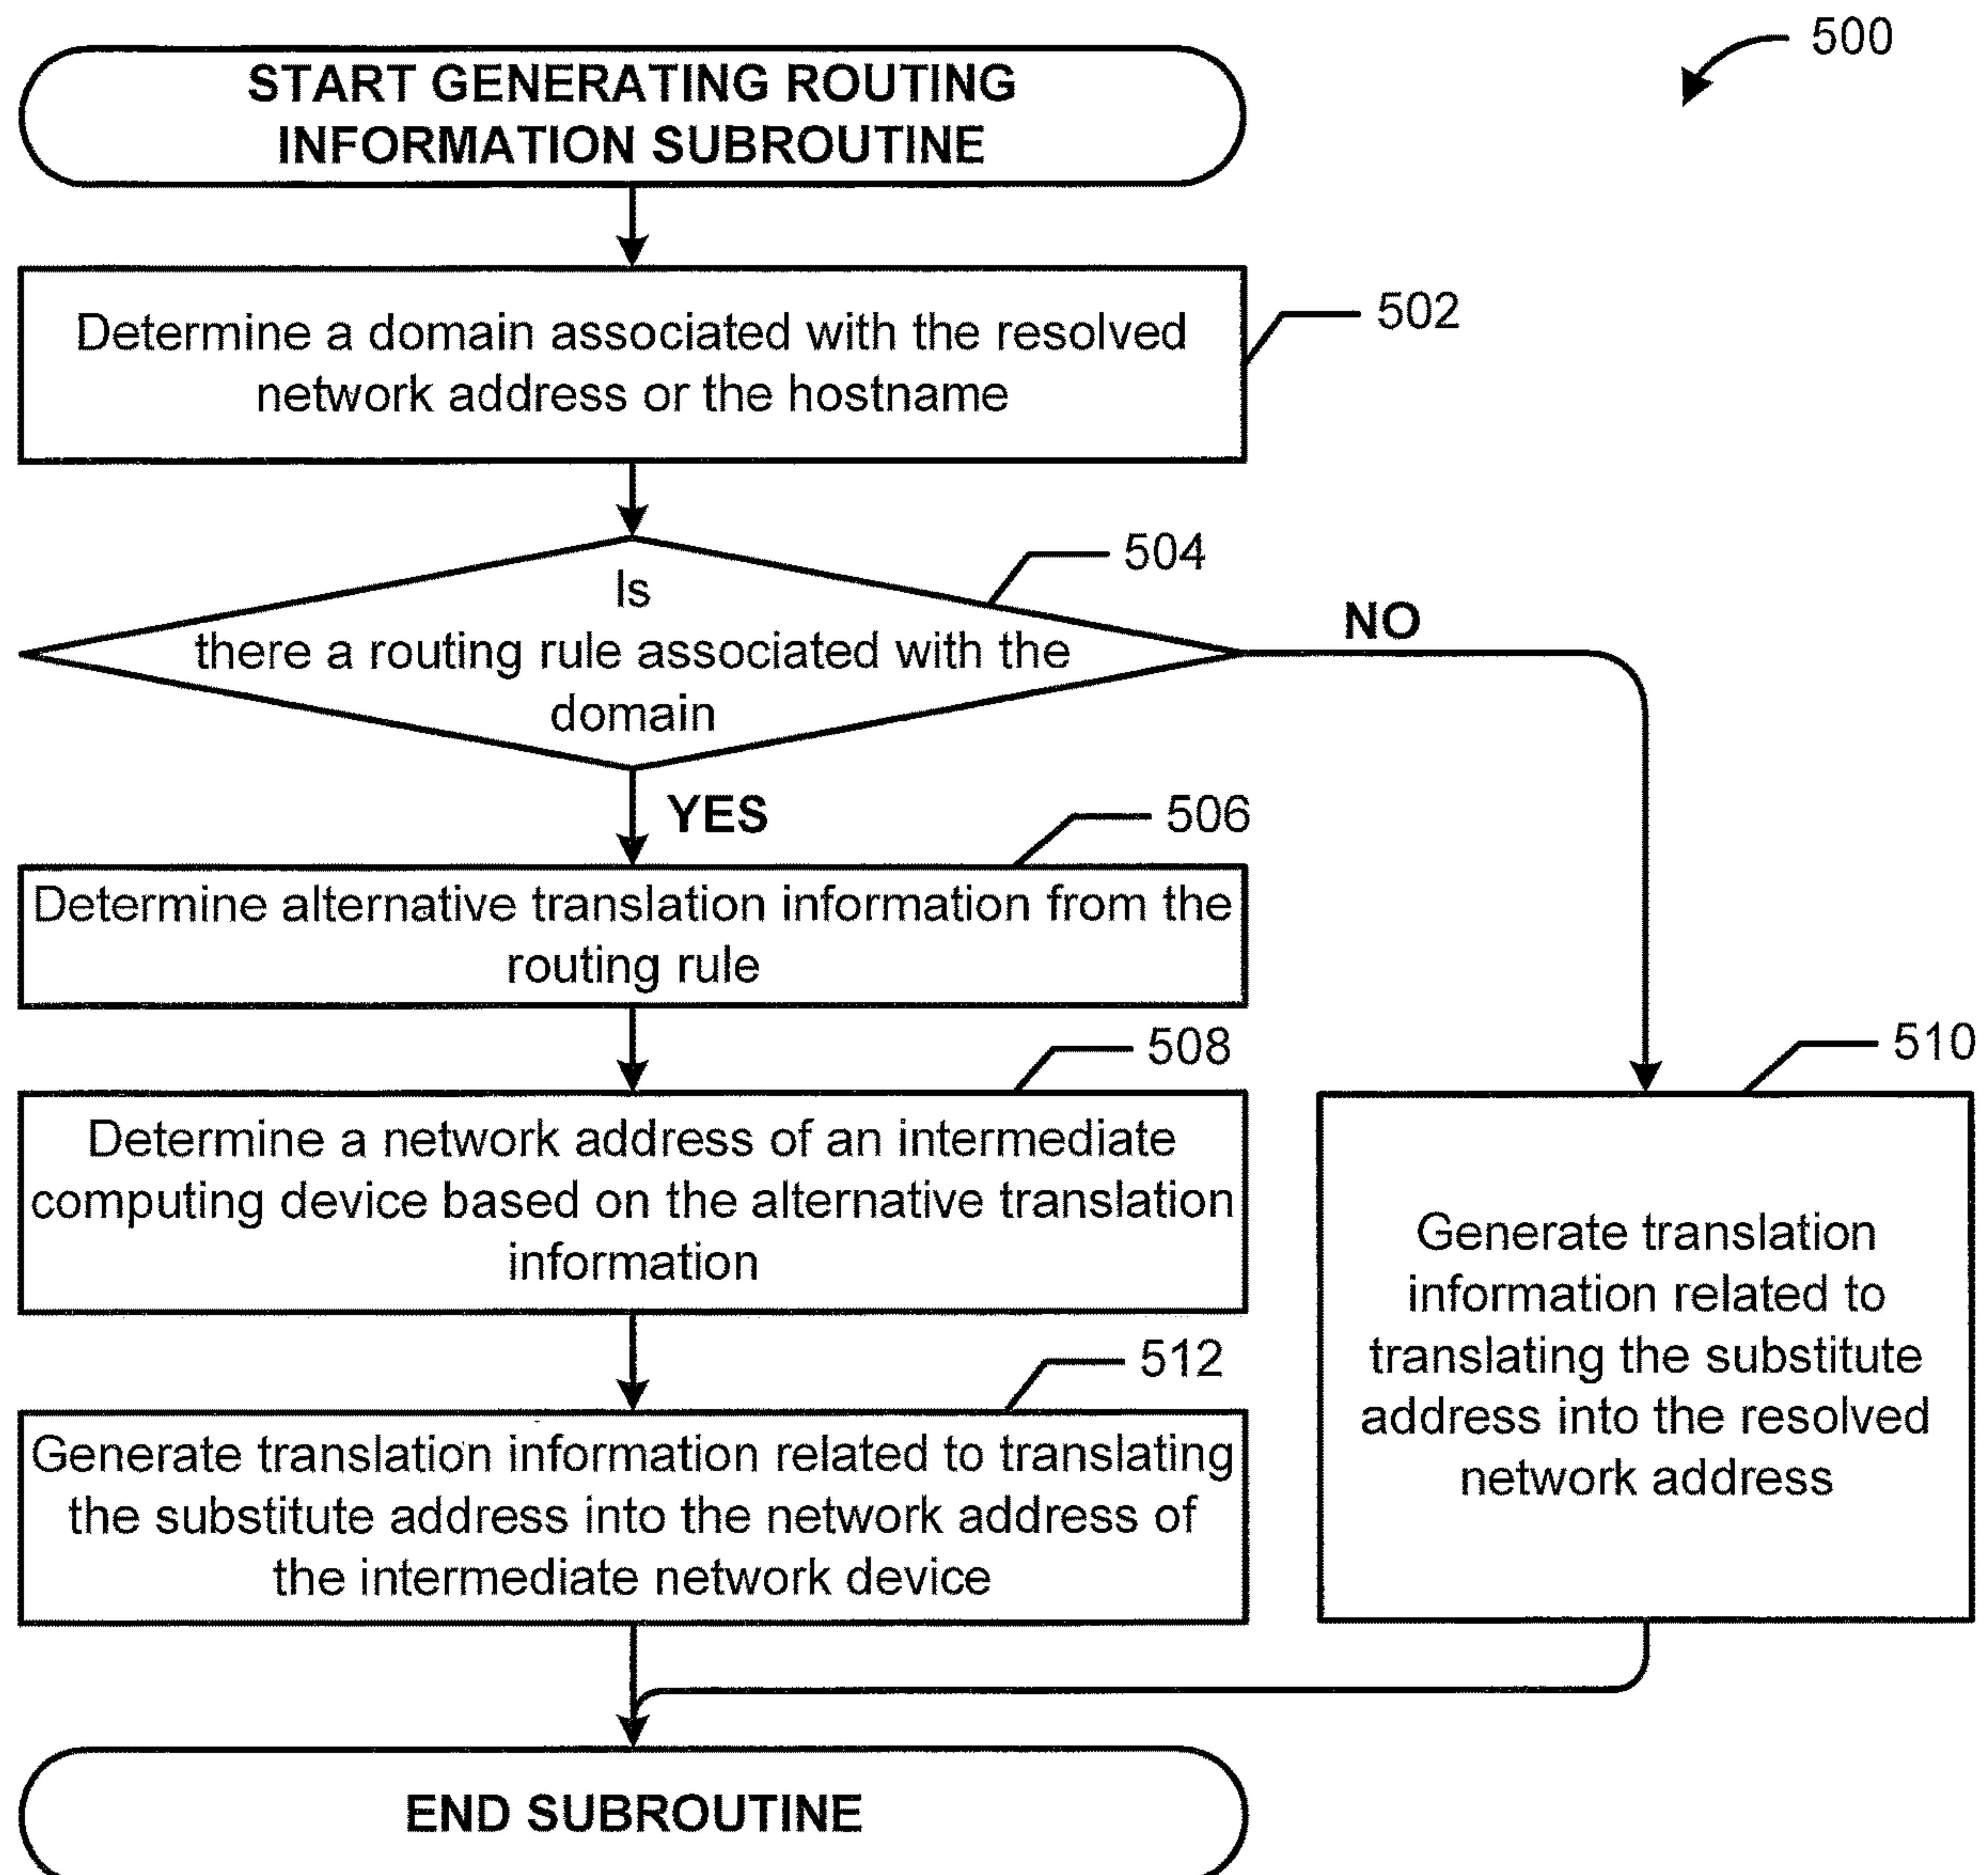 500
START GENERATING ROUTING
INFORMATION SUBROUTINE
Determine a domain associated with the resolved
network address or the hostname
502
504
Is
there a routing rule associated with the
domain
NO
YES
506
Determine alternative translation information from the
routing rule
508
Determine a network address of an intermediate
computing device based on the alternative translation
information
510
Generate translation
information related to
translating the substitute
address into the resolved
network address
512
Generate translation information related to translating
the substitute address into the network address of
the intermediate network device
END SUBROUTINE